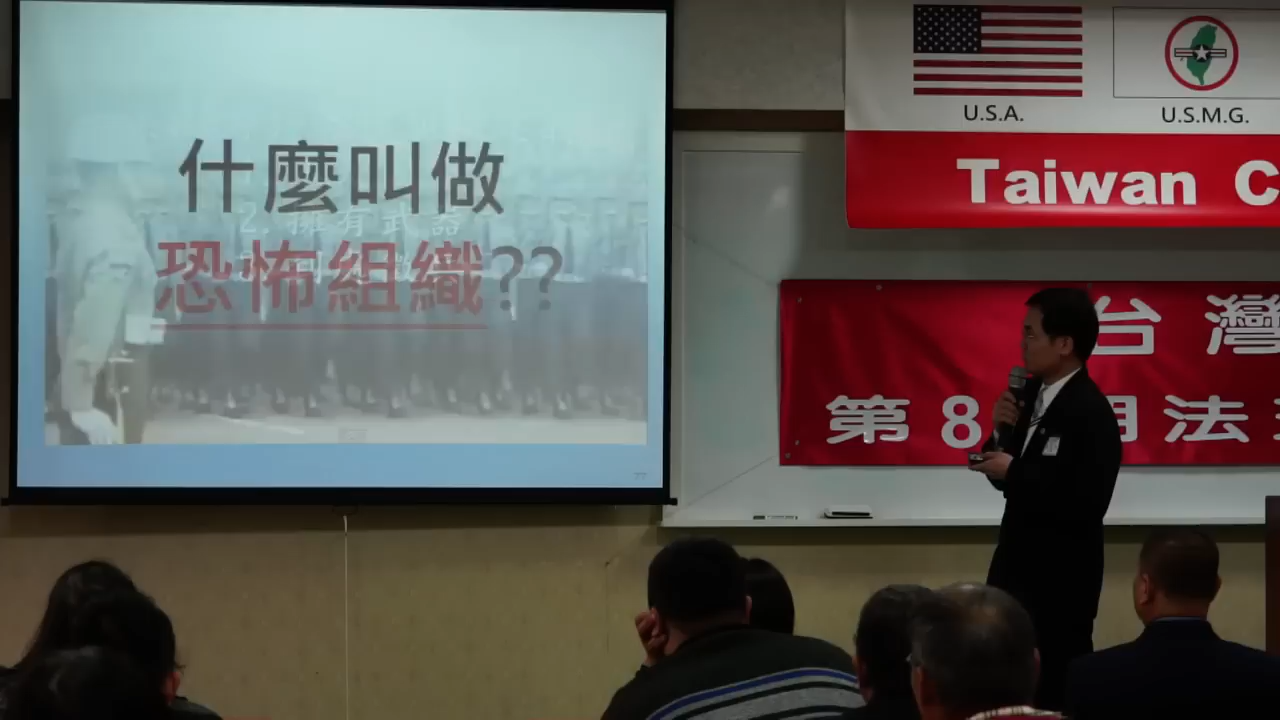 什麼叫做
2. 擁有武器
恐怖組織??
U.S.A.
U.S.M.G.
Taiwan C
台灣
第8 期法